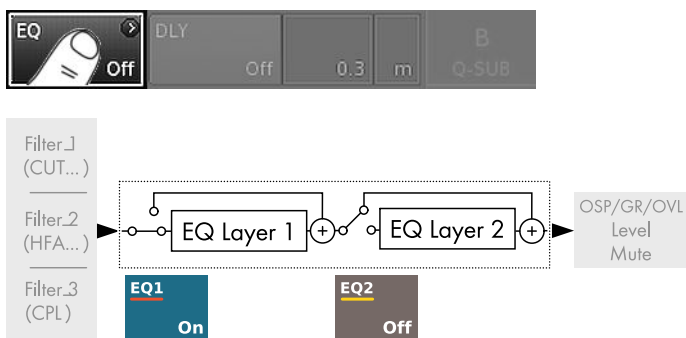 EQ
Off
DLY
Off
0.3
m
B
Q-SUB
Filter_1
(CUT...)
Filter_2
(HFA...)
Filter_3
(CPL)
EQ Layer 1
+
EQ Layer 2
+
OSP/GR/OVL
Level
Mute
EQ1
On
EQ2
Off